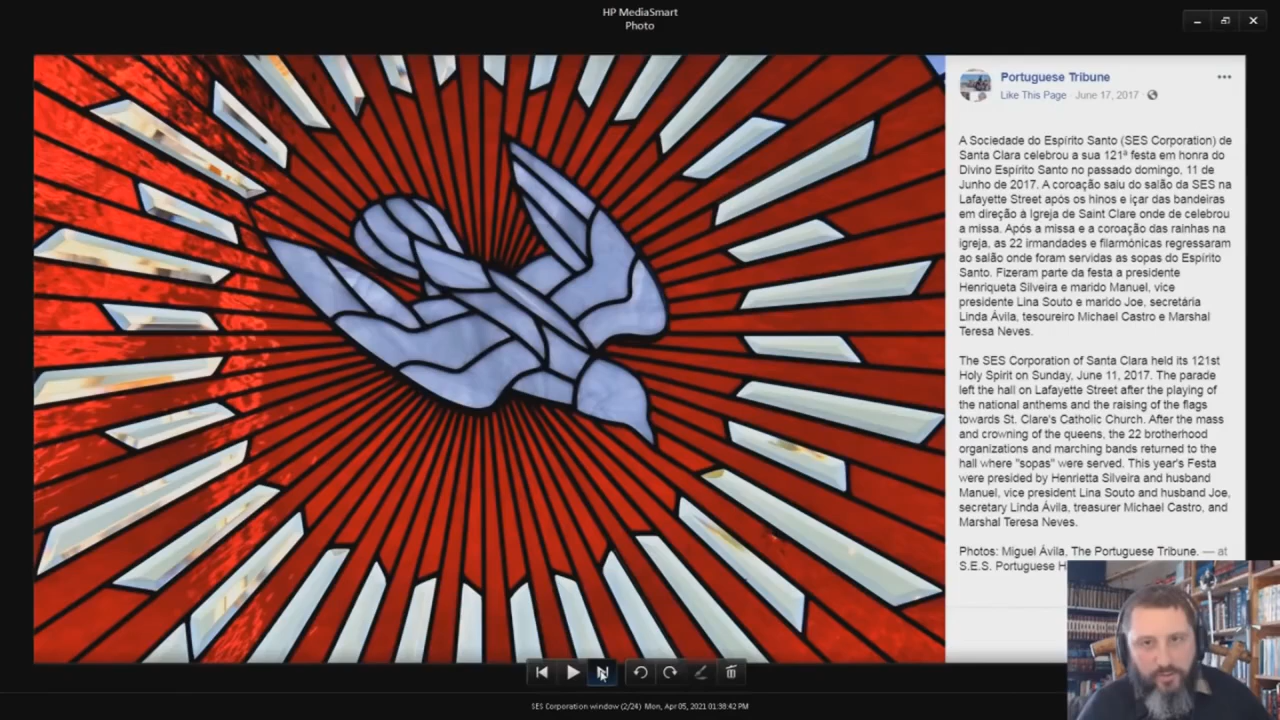 HP MediaSmart
Photo
Portuguese Tribune
Like This Page · June 17, 2017 ·
A Sociedade do Espírito Santo (SES Corporation) de
Santa Clara celebrou a sua 121ª festa em honra do
Divino Espírito Santo no passado domingo, 11 de
Junho de 2017. A coroação saiu do salão da SES na
Lafayette Street após os hinos e içar das bandeiras
em direção à Igreja de Saint Clare onde de celebrou
a missa. Após a missa e a coroação das rainhas na
igreja, as 22 irmandades e filarmónicas regressaram
ao salão onde foram servidas as sopas do Espírito
Santo. Fizeram parte da festa a presidente
Henriqueta Silveira e marido Manuel, vice
presidente Lina Souto e marido Joe, secretária
Linda Ávila, tesoureiro Michael Castro e Marshal
Teresa Neves.
The SES Corporation of Santa Clara held its 121st
Holy Spirit on Sunday, June 11, 2017. The parade
left the hall on Lafayette Street after the playing of
the national anthems and the raising of the flags
towards St. Clare's Catholic Church. After the mass
and crowning of the queens, the 22 brotherhood
organizations and marching bands returned to the
hall where "sopas" were served. This year's Festa
were presided by Henrietta Silveira and husband
Manuel, vice president Lina Souto and husband Joe,
secretary Linda Ávila, treasurer Michael Castro, and
Marshal Teresa Neves.
Photos: Miguel Ávila, The Portuguese Tribune. — at
S.E.S. Portuguese H
SES Corporation window (2/24) Mon, Apr 05, 2021 01:38:42 PM